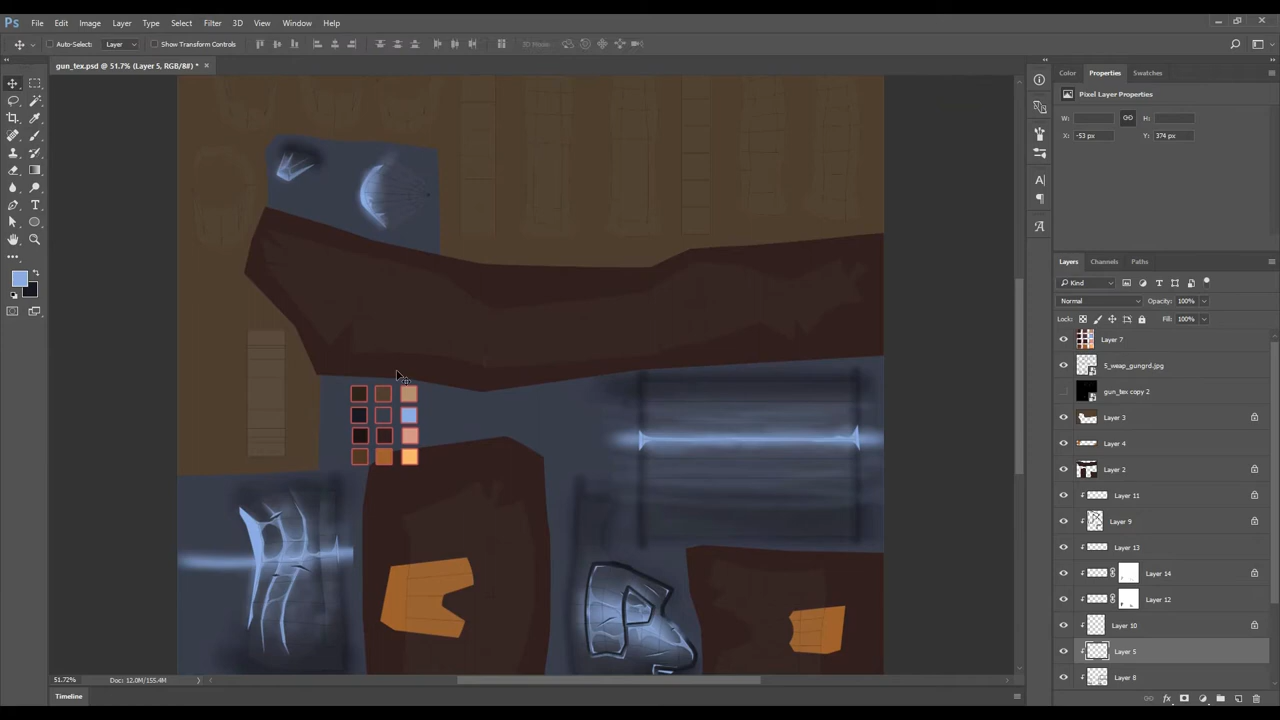 Ps File Edit Image Layer Type Select Filter 3D View Window Help
Auto-Select: Layer Show Transform Controls 3D Mode:
gun_tex.psd @ 51.7% (Layer 5, RGB/8#) * ×
Color Properties Swatches
Pixel Layer Properties
W: H:
X: -53 px Y: 374 px
Layers Channels Paths
Kind
Normal Opacity: 100%
Lock: Fill: 100%
Layer 7
5_weap_gungrd.jpg
gun_tex copy 2
Layer 3
Layer 4
Layer 2
Layer 11
Layer 9
Layer 13
Layer 14
Layer 12
Layer 10
Layer 5
Layer 8
51.72% Doc: 12.0M/155.4M
Timeline